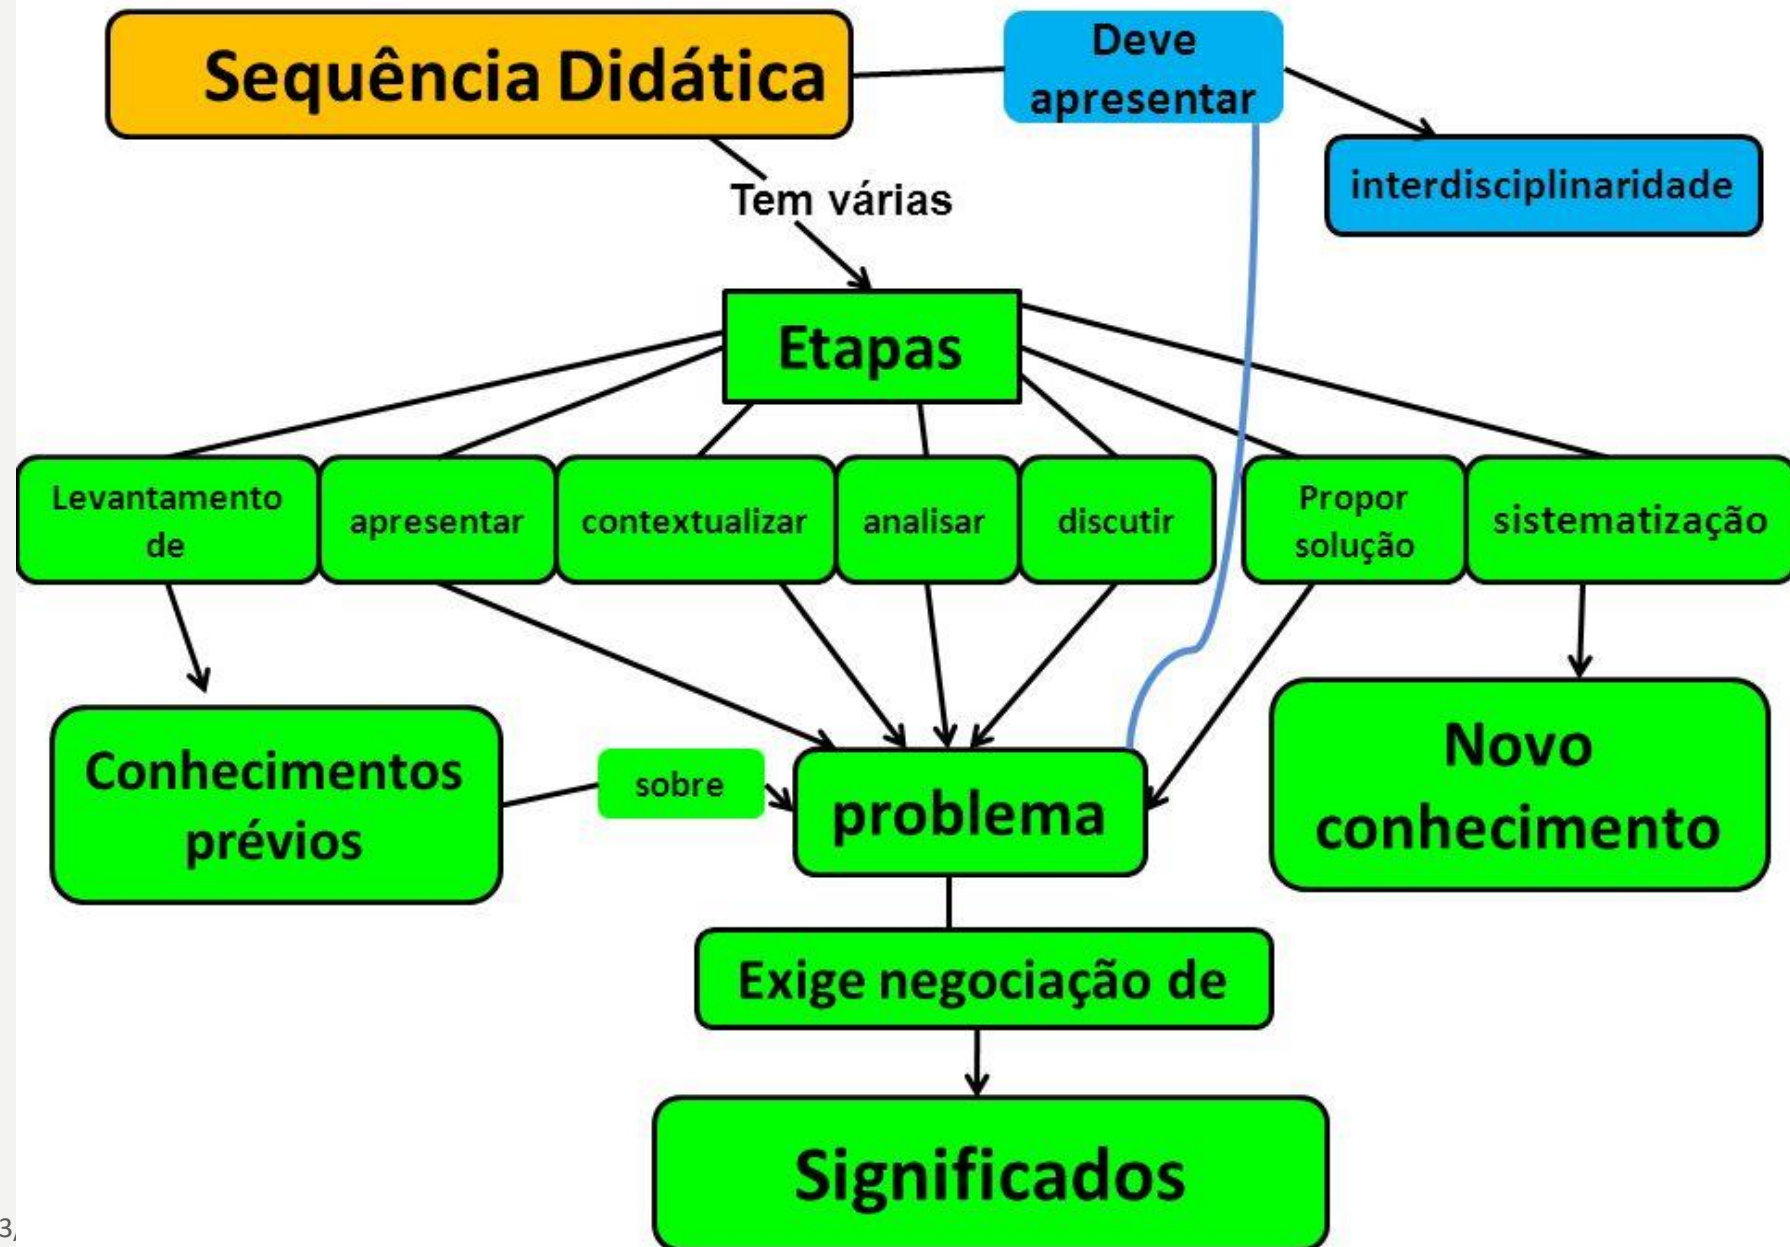 Sequência Didática
Deve
apresentar
interdisciplinaridade
Tem várias
Etapas
Levantamento
de
apresentar
contextualizar
analisar
discutir
Propor
solução
sistematização
Conhecimentos
prévios
sobre
problema
Novo
conhecimento
Exige negociação de
Significados
3,